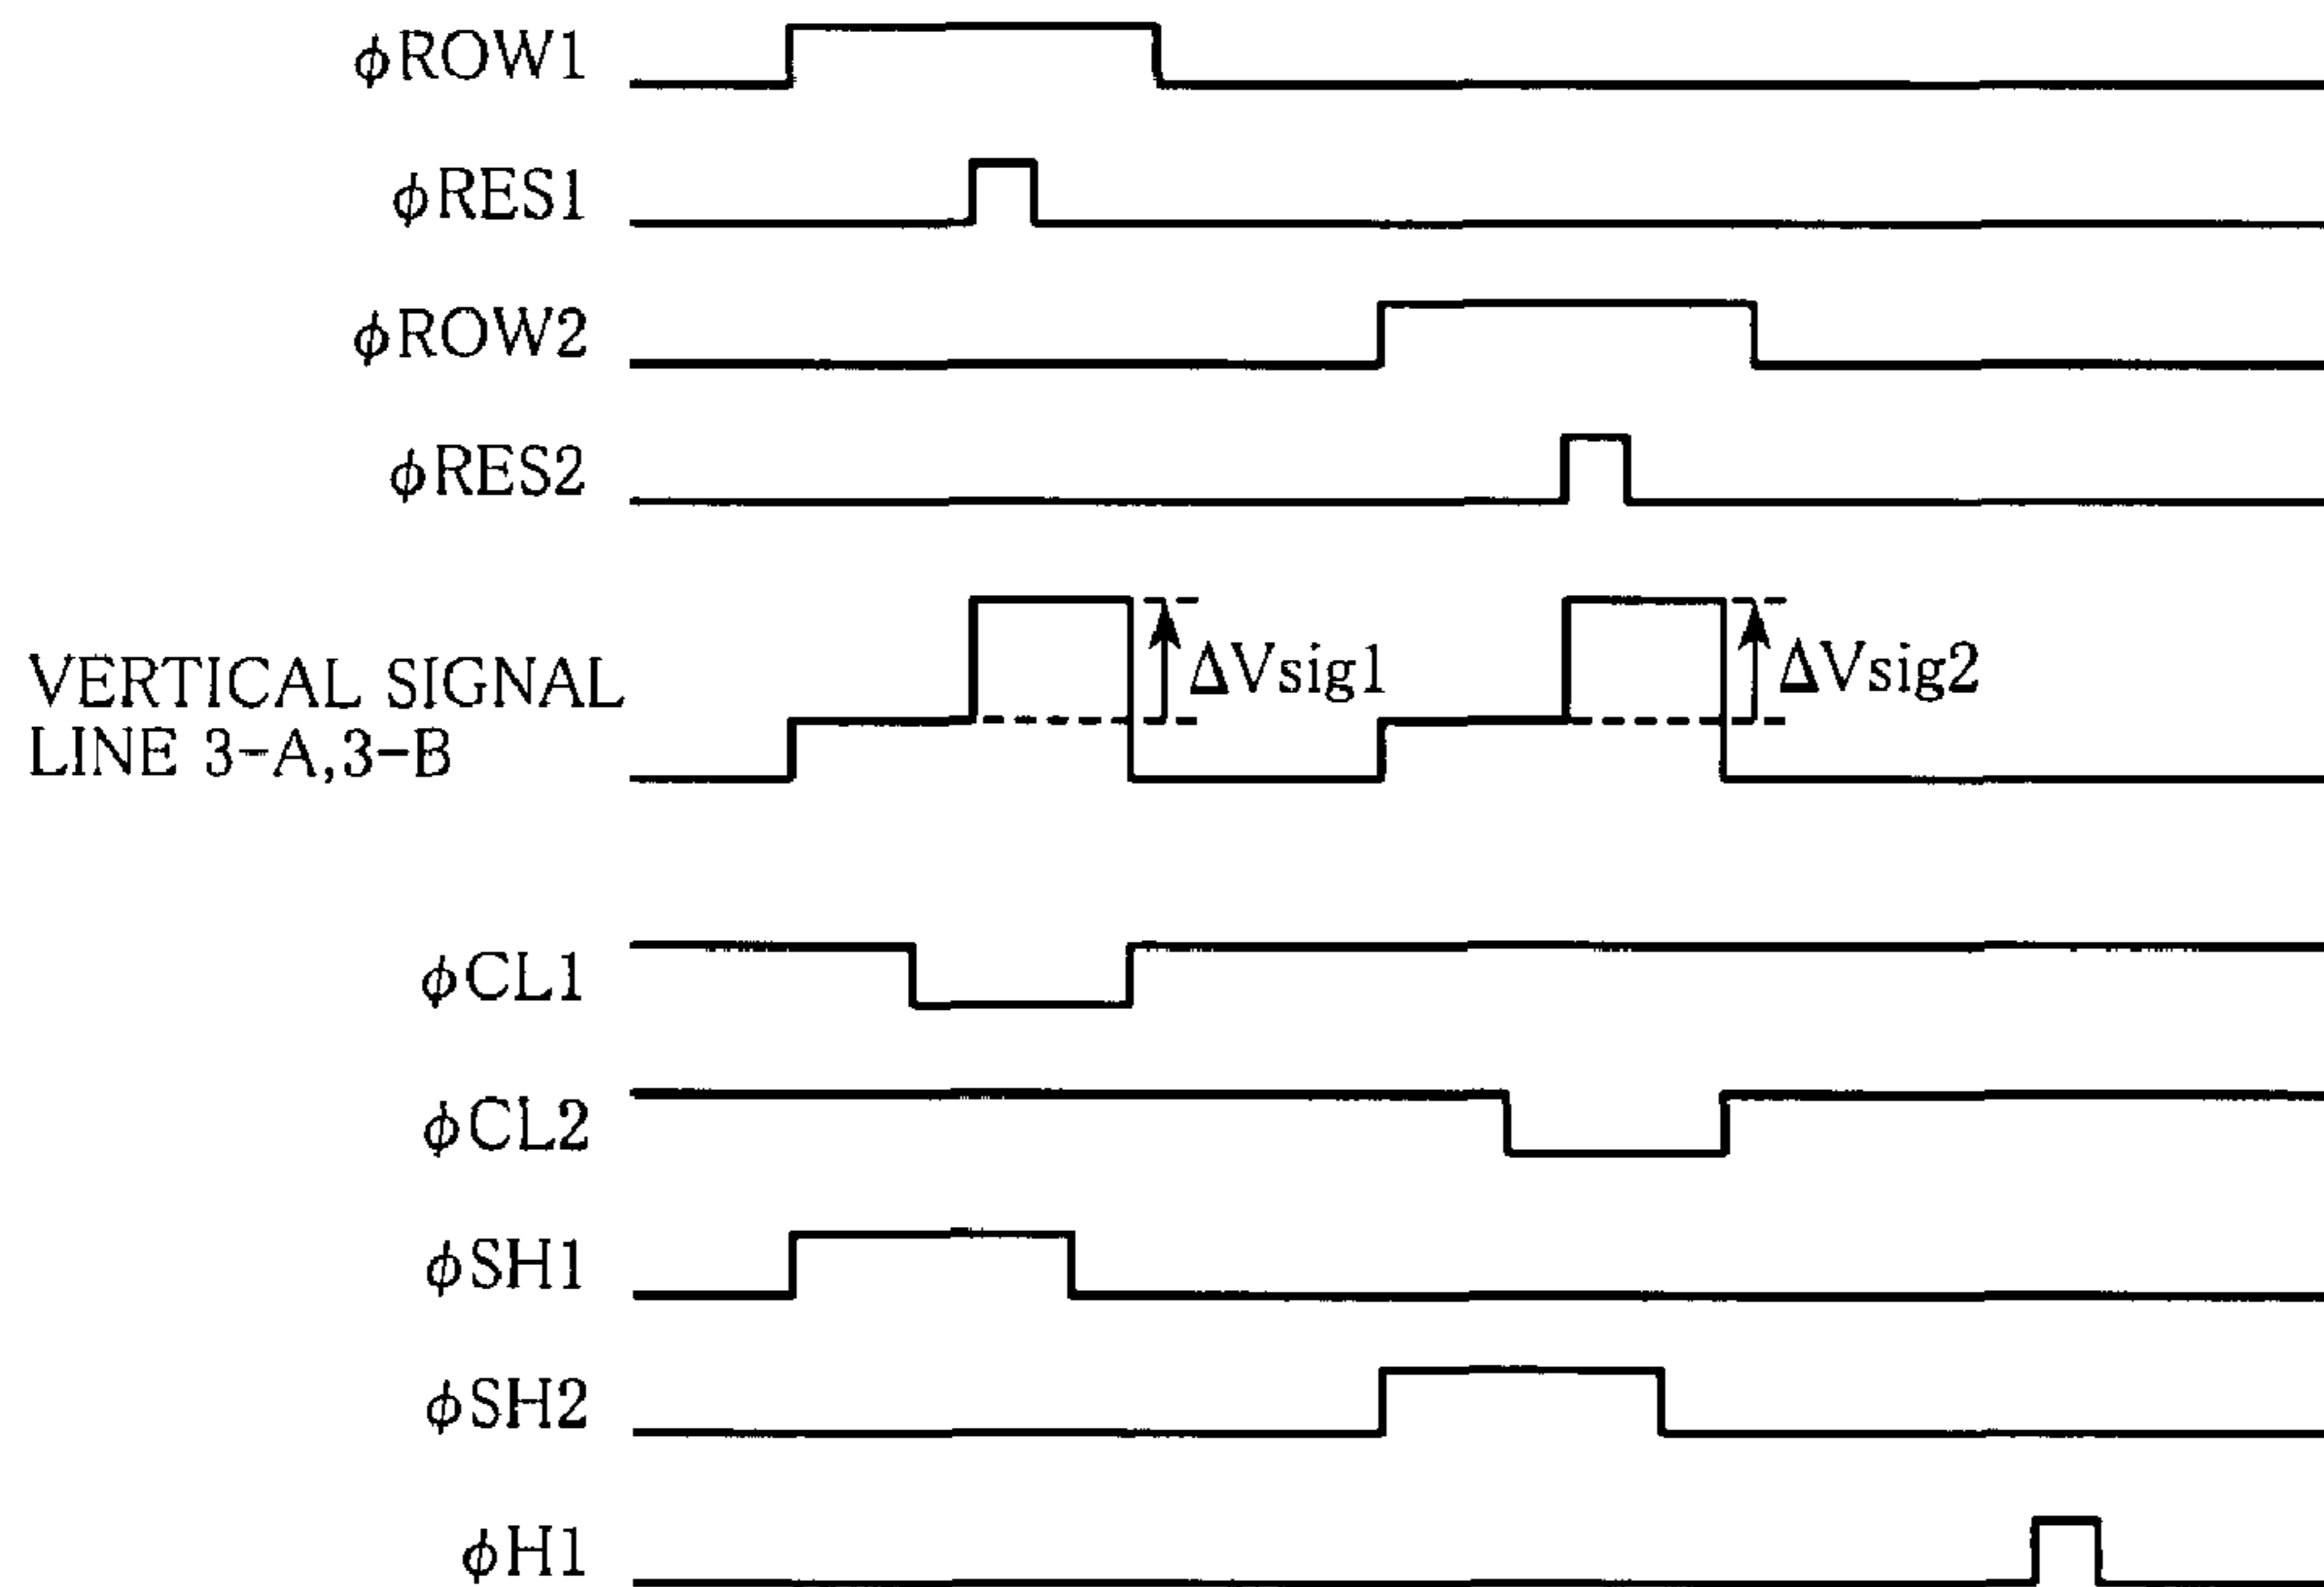 ϕROW1
ϕRES1
ϕROW2
ϕRES2
VERTICAL SIGNAL
LINE 3-A,3-B
ΔVsig1
ΔVsig2
ϕCL1
ϕCL2
ϕSH1
ϕSH2
ϕH1